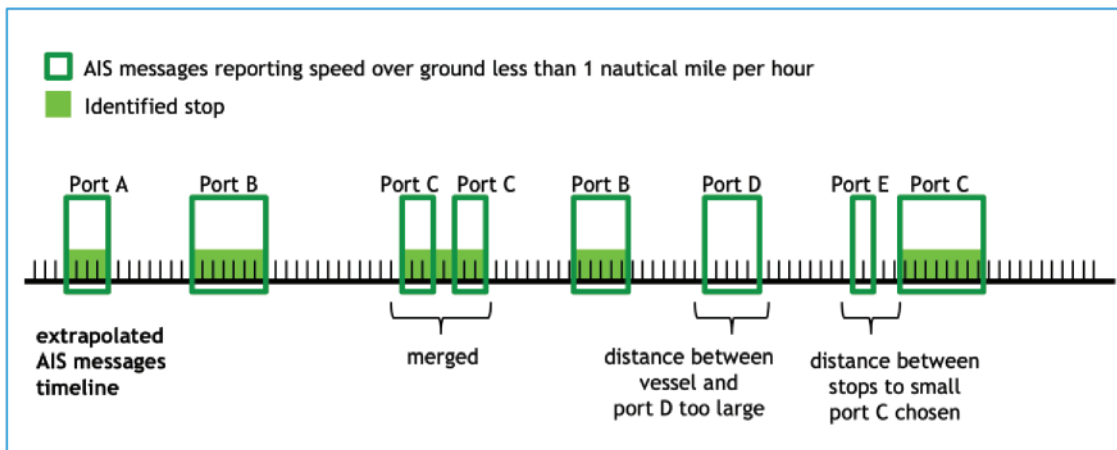 AIS messages reporting speed over ground less than 1 nautical mile per hour
Identified stop
Port A
Port B
Port C
Port C
Port B
Port D
Port E
Port C
extrapolated
AIS messages
timeline
merged
distance between
vessel and
port D too large
distance between
stops to small
port C chosen